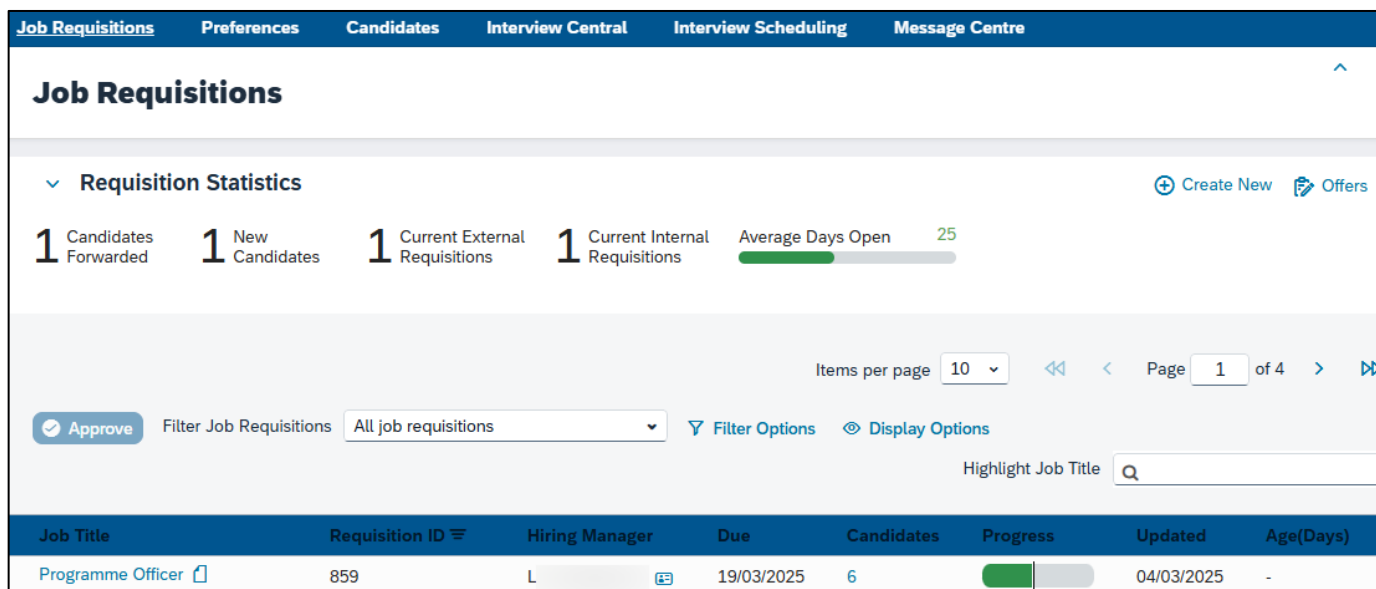 Job Requisitions Preferences Candidates Interview Central Interview Scheduling Message Centre
Job Requisitions
Requisition Statistics
Create New Offers
1 Candidates Forwarded
1 New Candidates
1 Current External Requisitions
1 Current Internal Requisitions
Average Days Open 25
Items per page 10 Page 1 of 4
Approve Filter Job Requisitions All job requisitions Filter Options Display Options
Highlight Job Title
Job Title Requisition ID Hiring Manager Due Candidates Progress Updated Age(Days)
Programme Officer 859 L 19/03/2025 6 04/03/2025 -